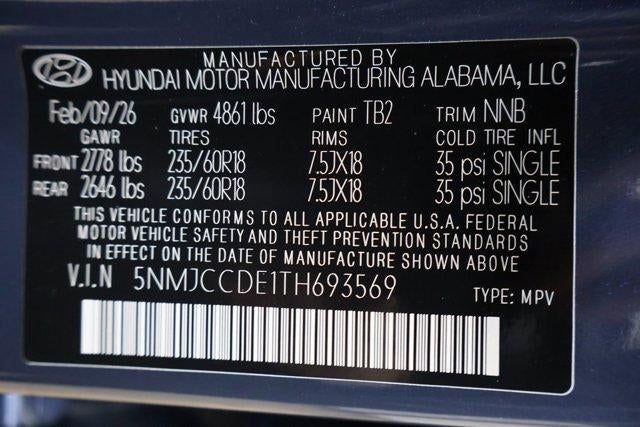 MANUFACTURED BY
HYUNDAI MOTOR MANUFACTURING ALABAMA, LLC
Feb/09/26 GVWR 4861 lbs PAINT TB2 TRIM NNB
GAWR TIRES RIMS COLD TIRE INFL
FRONT 2778 lbs 235/60R18 7.5JX18 35 psi SINGLE
REAR 2646 lbs 235/60R18 7.5JX18 35 psi SINGLE
THIS VEHICLE CONFORMS TO ALL APPLICABLE U.S.A. FEDERAL
MOTOR VEHICLE SAFETY AND THEFT PREVENTION STANDARDS
IN EFFECT ON THE DATE OF MANUFACTURE SHOWN ABOVE
V.I.N 5NMJCCDE1TH693569 TYPE: MPV